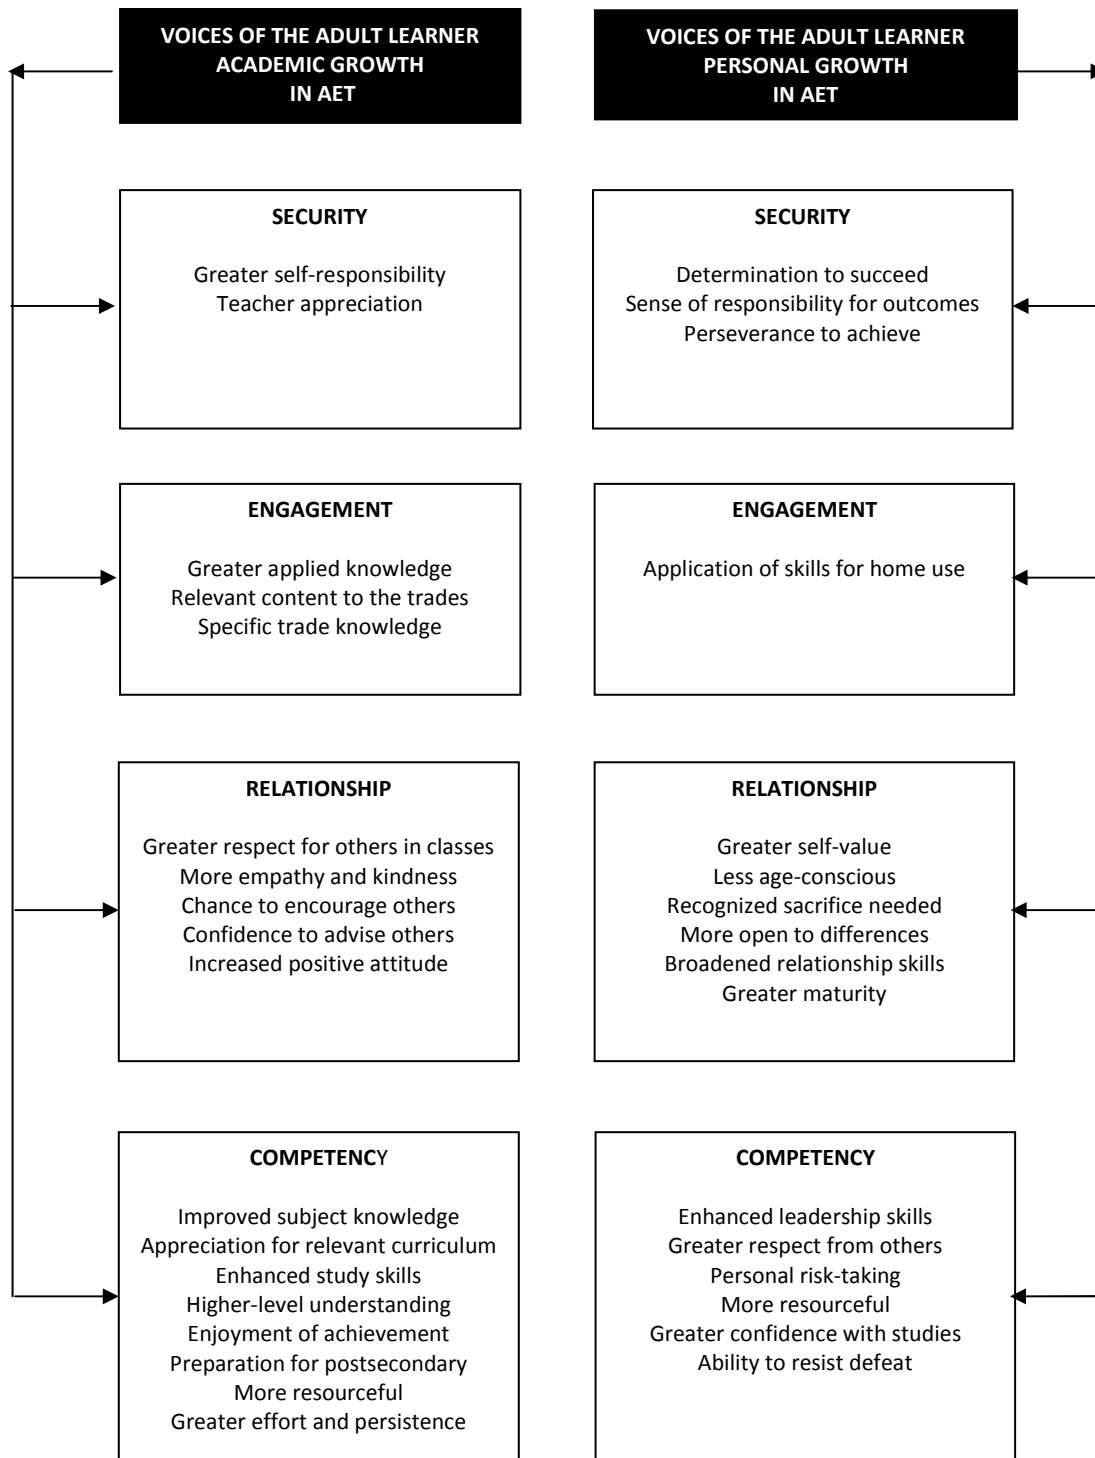 VOICES OF THE ADULT LEARNER
ACADEMIC GROWTH
IN AET
VOICES OF THE ADULT LEARNER
PERSONAL GROWTH
IN AET
SECURITY
Greater self-responsibility
Teacher appreciation
SECURITY
Determination to succeed
Sense of responsibility for outcomes
Perseverance to achieve
ENGAGEMENT
Greater applied knowledge
Relevant content to the trades
Specific trade knowledge
ENGAGEMENT
Application of skills for home use
RELATIONSHIP
Greater respect for others in classes
More empathy and kindness
Chance to encourage others
Confidence to advise others
Increased positive attitude
RELATIONSHIP
Greater self-value
Less age-conscious
Recognized sacrifice needed
More open to differences
Broadened relationship skills
Greater maturity
COMPETENCY
Improved subject knowledge
Appreciation for relevant curriculum
Enhanced study skills
Higher-level understanding
Enjoyment of achievement
Preparation for postsecondary
More resourceful
Greater effort and persistence
COMPETENCY
Enhanced leadership skills
Greater respect from others
Personal risk-taking
More resourceful
Greater confidence with studies
Ability to resist defeat